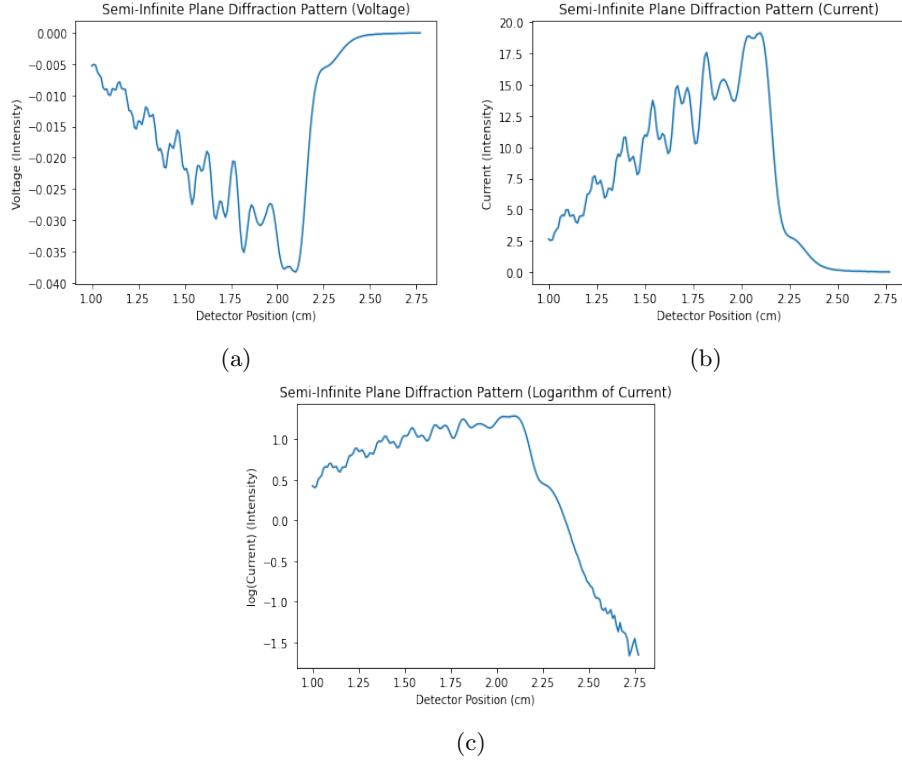 Semi-Infinite Plane Diffraction Pattern (Voltage)
0.000
−0.005
−0.010
−0.015
−0.020
−0.025
−0.030
−0.035
−0.040
Voltage (Intensity)
1.00 1.25 1.50 1.75 2.00 2.25 2.50 2.75
Detector Position (cm)
(a)
Semi-Infinite Plane Diffraction Pattern (Current)
20.0
17.5
15.0
12.5
10.0
7.5
5.0
2.5
0.0
Current (Intensity)
1.00 1.25 1.50 1.75 2.00 2.25 2.50 2.75
Detector Position (cm)
(b)
Semi-Infinite Plane Diffraction Pattern (Logarithm of Current)
1.0
0.5
0.0
−0.5
−1.0
−1.5
log(Current) (Intensity)
1.00 1.25 1.50 1.75 2.00 2.25 2.50 2.75
Detector Position (cm)
(c)